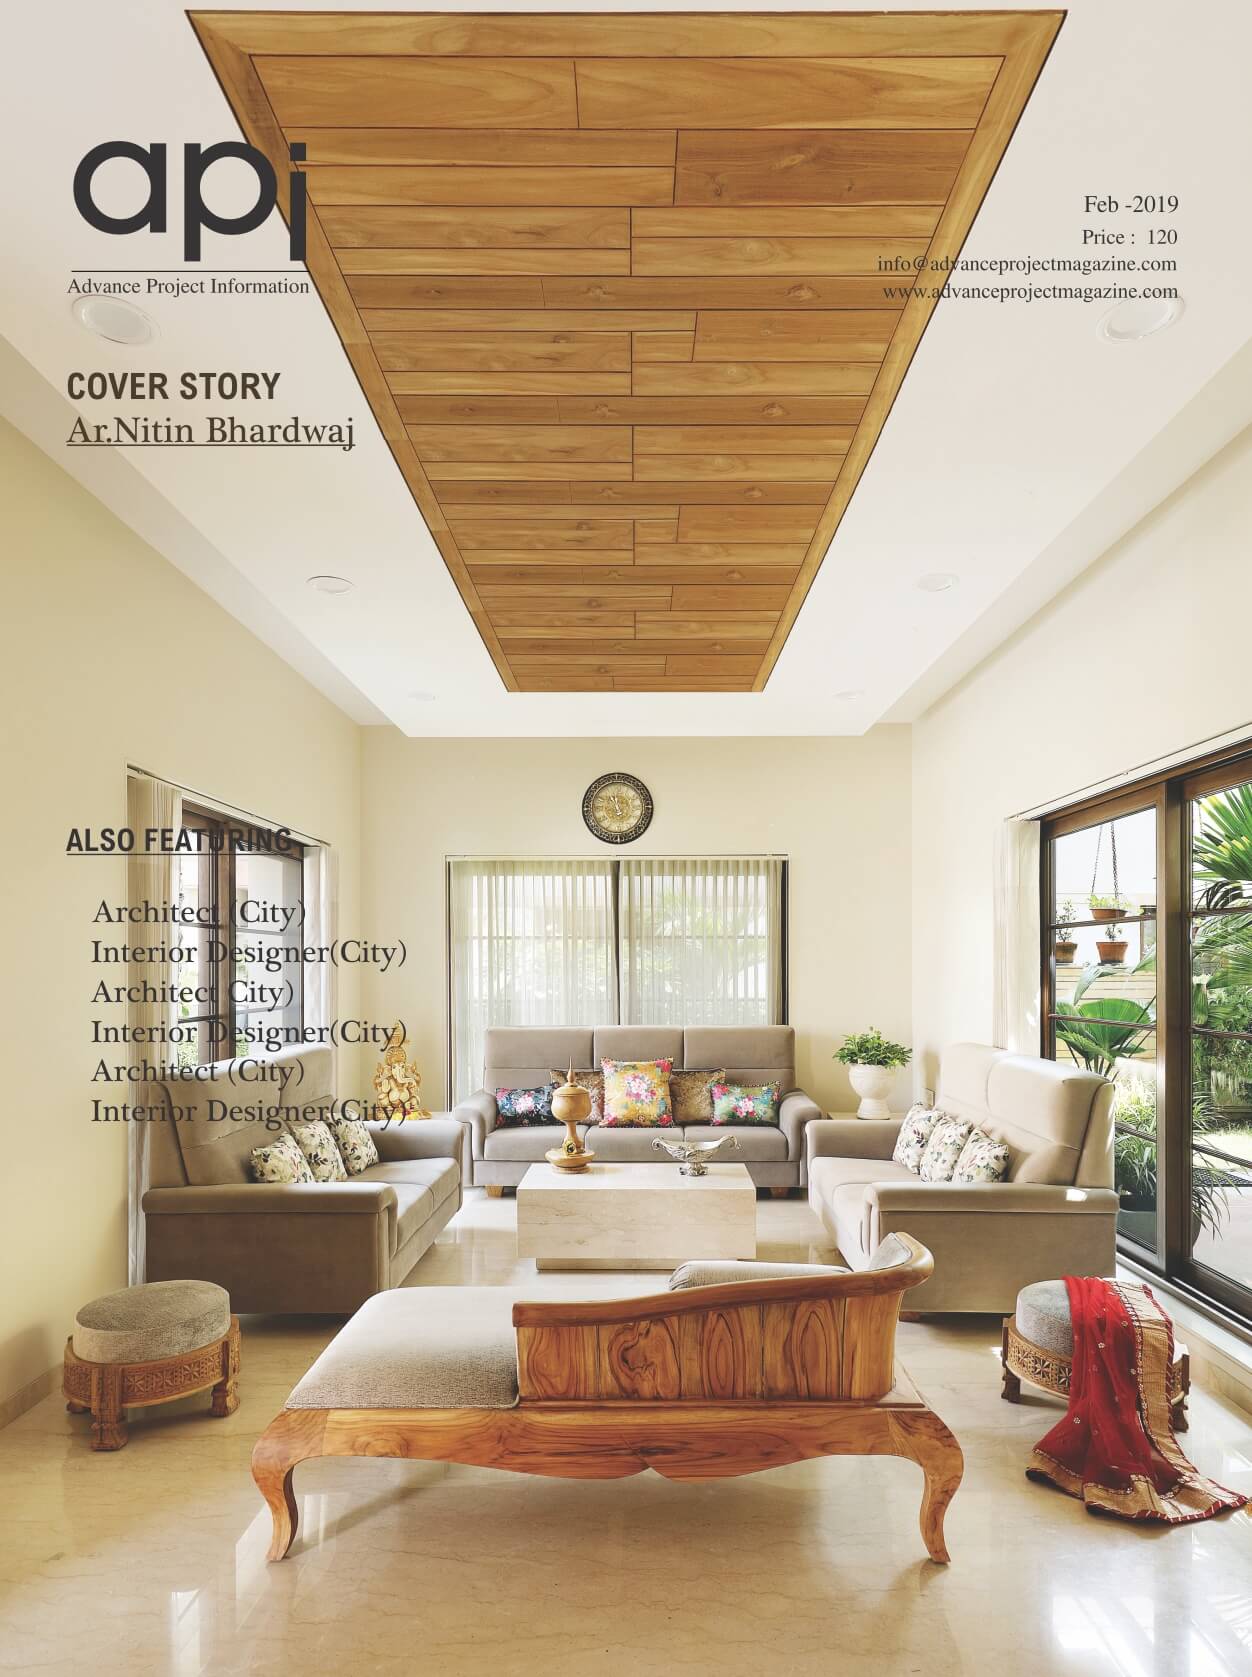 api
Advance Project Information
Feb -2019
Price : 120
info@advanceprojectmagazine.com
www.advanceprojectmagazine.com
COVER STORY
Ar.Nitin Bhardwaj
ALSO FEATURING
Architect (City)
Interior Designer(City)
Architect City)
Interior Designer(City)
Architect (City)
Interior Designer(City)